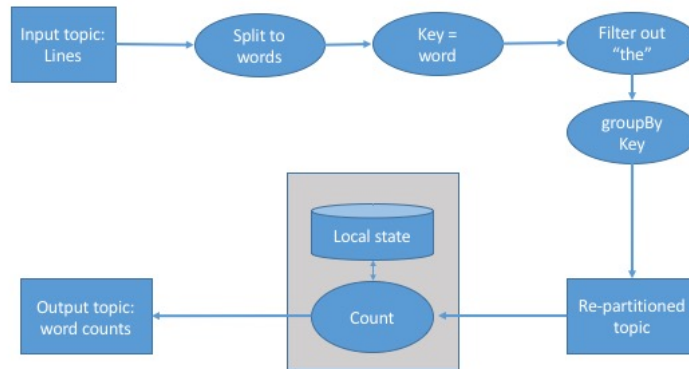 Input topic:
Lines
Split to
words
Key =
word
Filter out
“the”
groupBy
Key
Local state
Count
Re-partitioned
topic
Output topic:
word counts